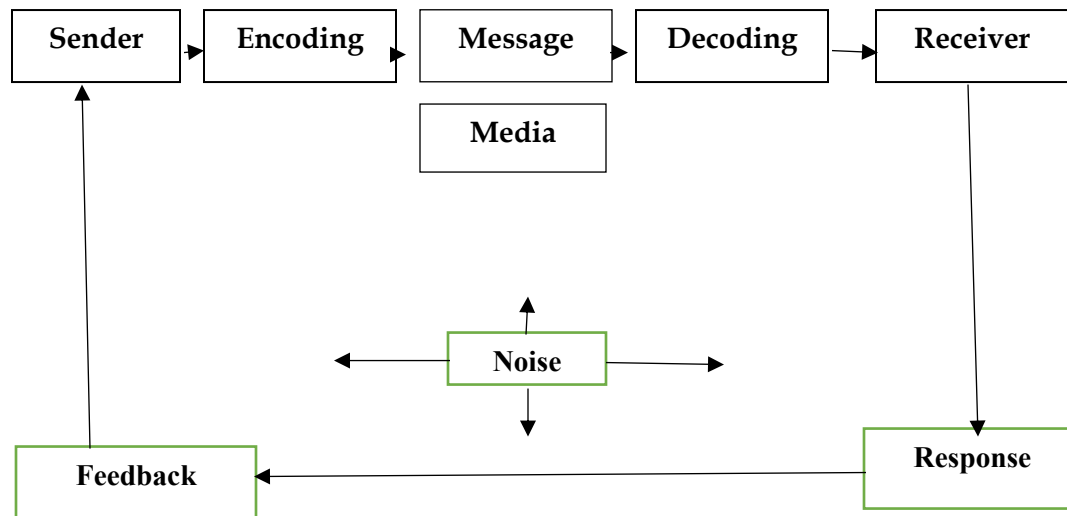 Sender
Encoding
Message
Decoding
Receiver
Media
Noise
Response
Feedback